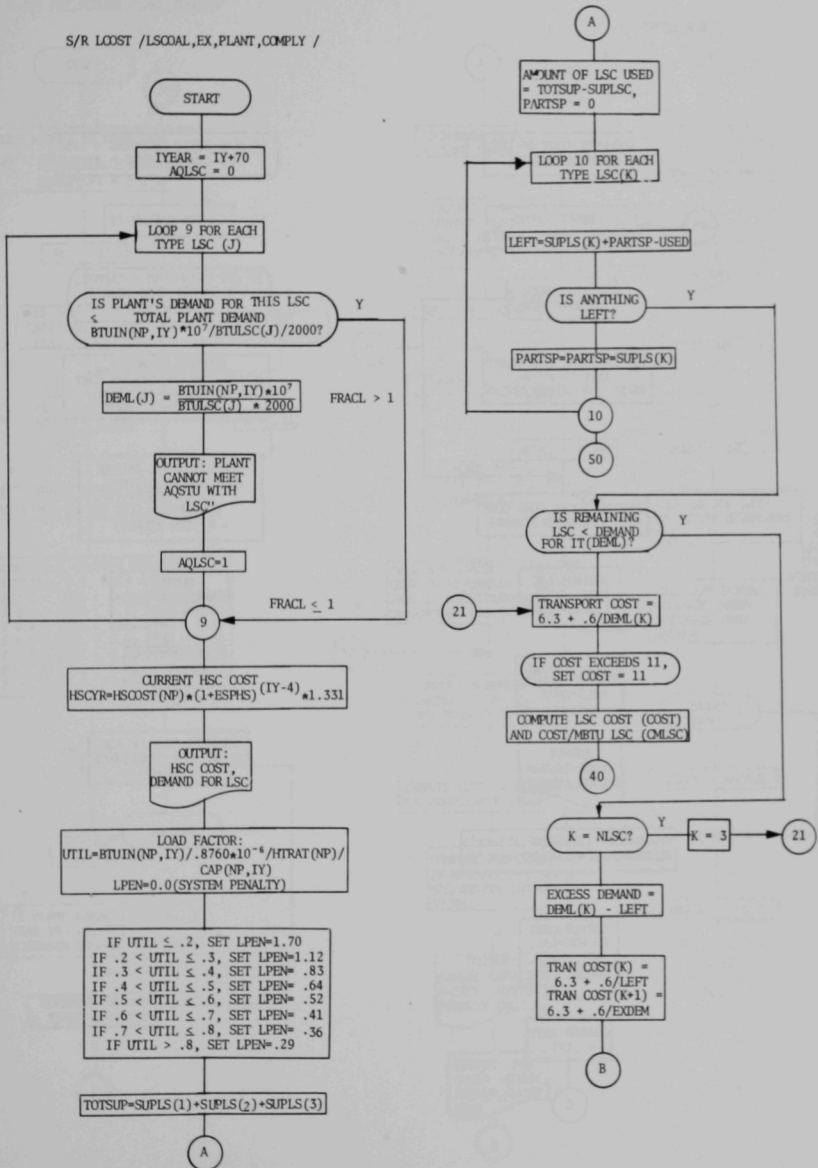 S/R LCOST /LSCOAL,EX,PLANT,COMPLY /
START
IYEAR = IY+70
AQLSC = 0
LOOP 9 FOR EACH
TYPE LSC (J)
IS PLANT'S DEMAND FOR THIS LSC
≤ TOTAL PLANT DEMAND
BTUIN(NP,IY)*10⁷/BTULSC(J)/2000?
Y
DEML(J) = BTUIN(NP,IY)*10⁷
BTULSC(J) * 2000
FRACL > 1
OUTPUT: PLANT
CANNOT MEET
AQSTU WITH
LSC"
AQLSC=1
FRACL ≤ 1
9
CURRENT HSC COST
HSCYR=HSCOST(NP)*(1+ESPHS)(IY-4)*1.331
OUTPUT:
HSC COST,
DEMAND FOR LSC
LOAD FACTOR:
UTIL=BTUIN(NP,IY)/.8760*10⁻⁶/HTRAT(NP)/
CAP(NP,IY)
LPEN=0.0(SYSTEM PENALTY)
IF UTIL ≤ .2, SET LPEN=1.70
IF .2 < UTIL ≤ .3, SET LPEN=1.12
IF .3 < UTIL ≤ .4, SET LPEN= .83
IF .4 < UTIL ≤ .5, SET LPEN= .64
IF .5 < UTIL ≤ .6, SET LPEN= .52
IF .6 < UTIL ≤ .7, SET LPEN= .41
IF .7 < UTIL ≤ .8, SET LPEN= .36
IF UTIL > .8, SET LPEN=.29
TOTSUP=SUPLS(1)+SUPLS(2)+SUPLS(3)
A
A
AMOUNT OF LSC USED
= TOTSUP-SUPLSC,
PARTSP = 0
LOOP 10 FOR EACH
TYPE LSC(K)
LEFT=SUPLS(K)+PARTSP-USED
IS ANYTHING
LEFT?
Y
PARTSP=PARTSP=SUPLS(K)
10
50
IS REMAINING
LSC < DEMAND
FOR IT(DEML)?
Y
21
TRANSPORT COST =
6.3 + .6/DEML(K)
IF COST EXCEEDS 11,
SET COST = 11
COMPUTE LSC COST (COST)
AND COST/MBTU LSC (CMLSC)
40
K = NLSC?
Y
K = 3
21
EXCESS DEMAND =
DEML(K) - LEFT
TRAN COST(K) =
6.3 + .6/LEFT
TRAN COST(K+1) =
6.3 + .6/EXDEM
B